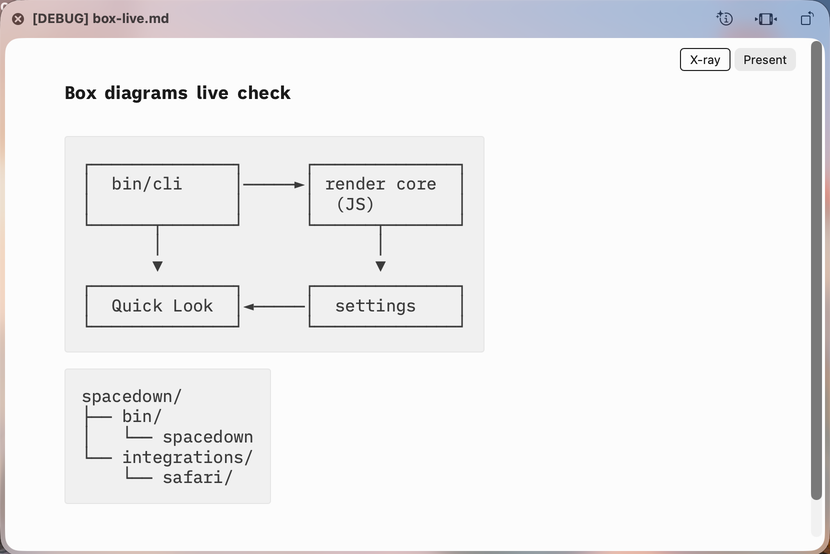 [DEBUG] box-live.md
X-ray Present
Box diagrams live check
bin/cli render core
(JS)
Quick Look settings
spacedown/
├── bin/
│   └── spacedown
└── integrations/
    └── safari/